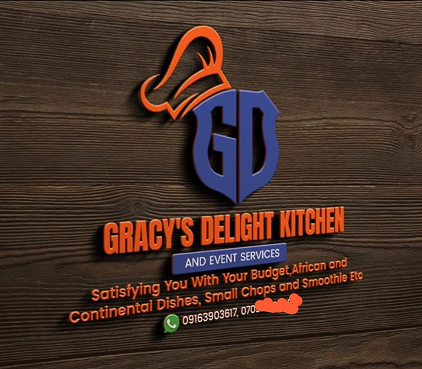 GD
GRACY'S DELIGHT KITCHEN
AND EVENT SERVICES
Satisfying You With Your Budget,African and
Continental Dishes, Small Chops and Smoothie Etc
09163903617, 070